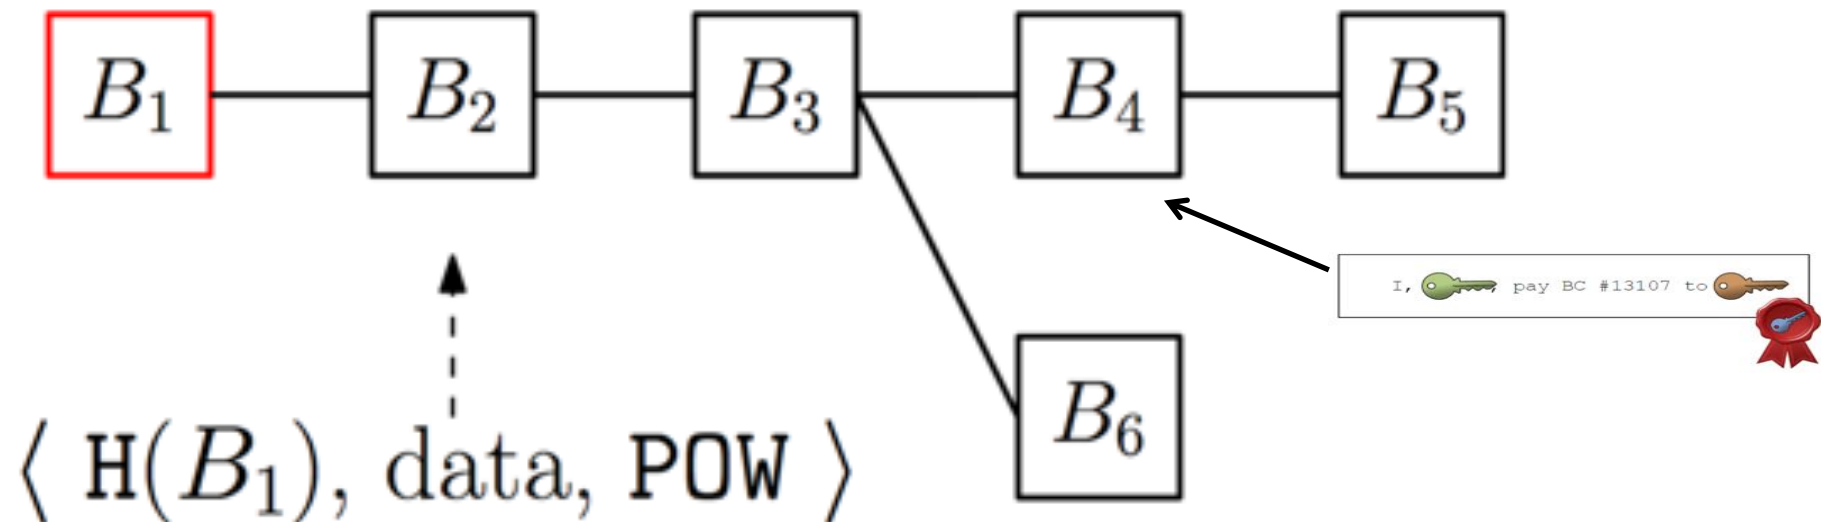 B₁ B₂ B₃ B₄ B₅
I, , pay BC #13107 to
B₆
⟨ H(B₁), data, POW ⟩